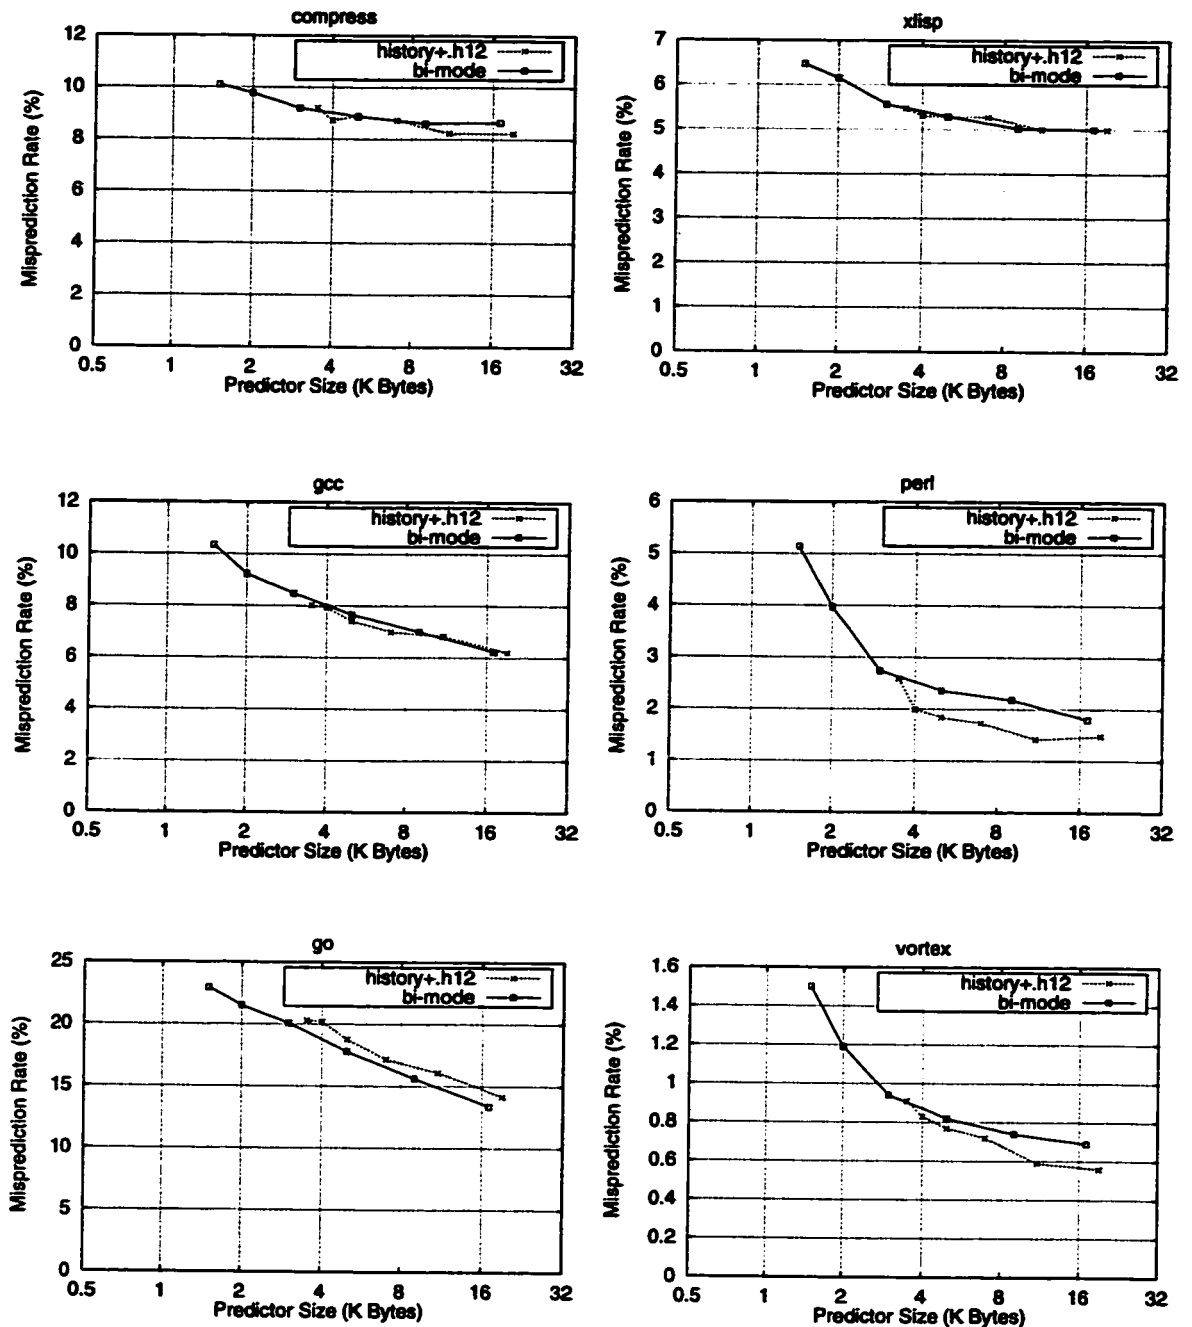 compress
history+.h12
bi-mode
Misprediction Rate (%)
12
10
8
6
4
2
0
0.5 1 2 4 8 16 32
Predictor Size (K Bytes)
xlisp
history+.h12
bi-mode
Misprediction Rate (%)
7
6
5
4
3
2
1
0
0.5 1 2 4 8 16 32
Predictor Size (K Bytes)
gcc
history+.h12
bi-mode
Misprediction Rate (%)
12
10
8
6
4
2
0
0.5 1 2 4 8 16 32
Predictor Size (K Bytes)
perl
history+.h12
bi-mode
Misprediction Rate (%)
6
5
4
3
2
1
0
0.5 1 2 4 8 16 32
Predictor Size (K Bytes)
go
history+.h12
bi-mode
Misprediction Rate (%)
25
20
15
10
5
0
0.5 1 2 4 8 16 32
Predictor Size (K Bytes)
vortex
history+.h12
bi-mode
Misprediction Rate (%)
1.6
1.4
1.2
1
0.8
0.6
0.4
0.2
0
0.5 1 2 4 8 16 32
Predictor Size (K Bytes)